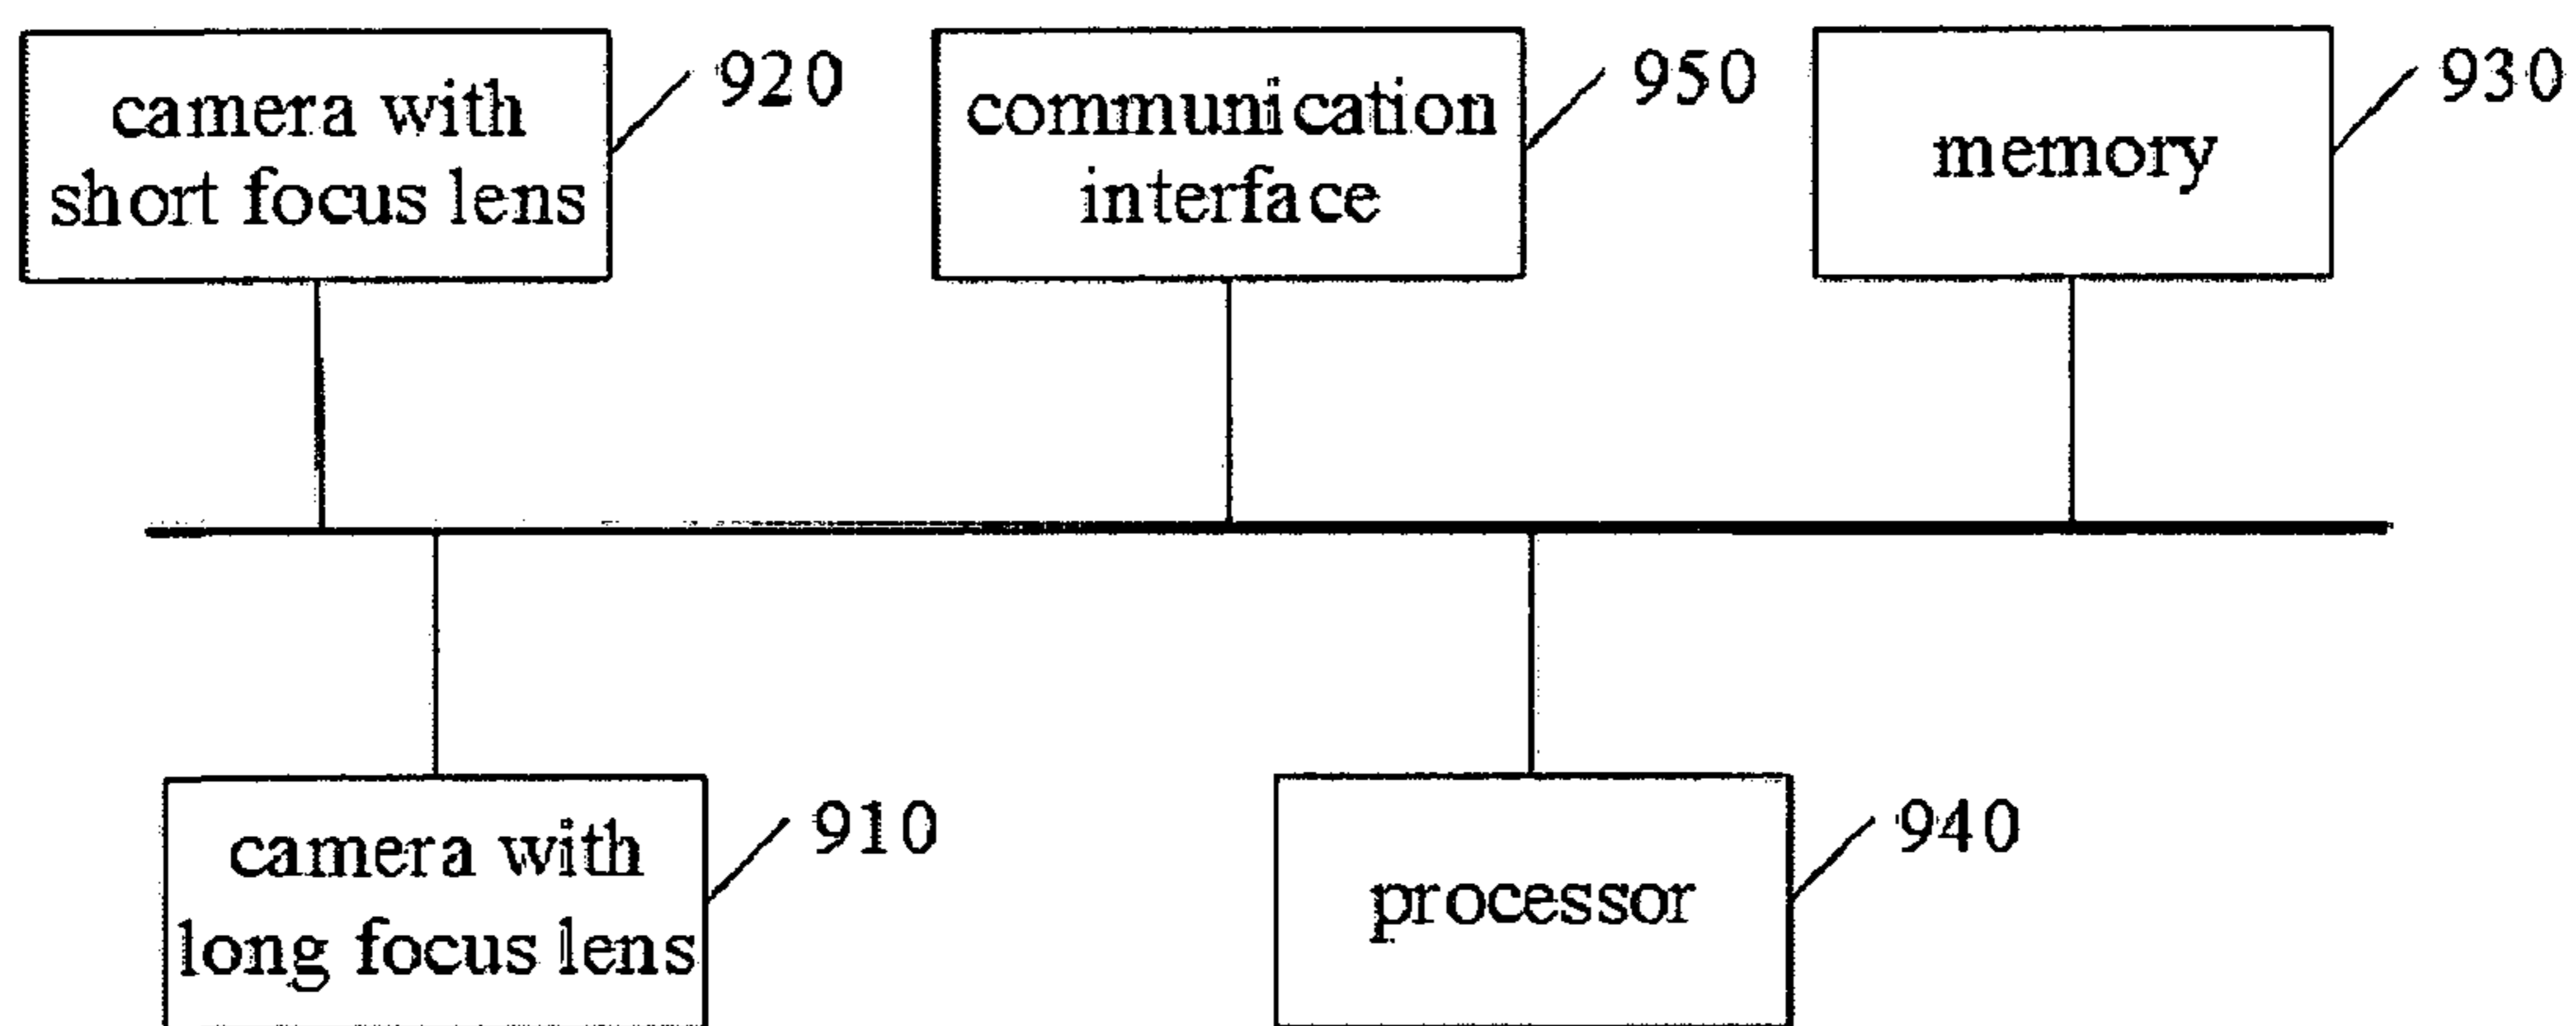 camera with
short focus lens
920
communication
interface
950
memory
930
camera with
long focus lens
910
processor
940